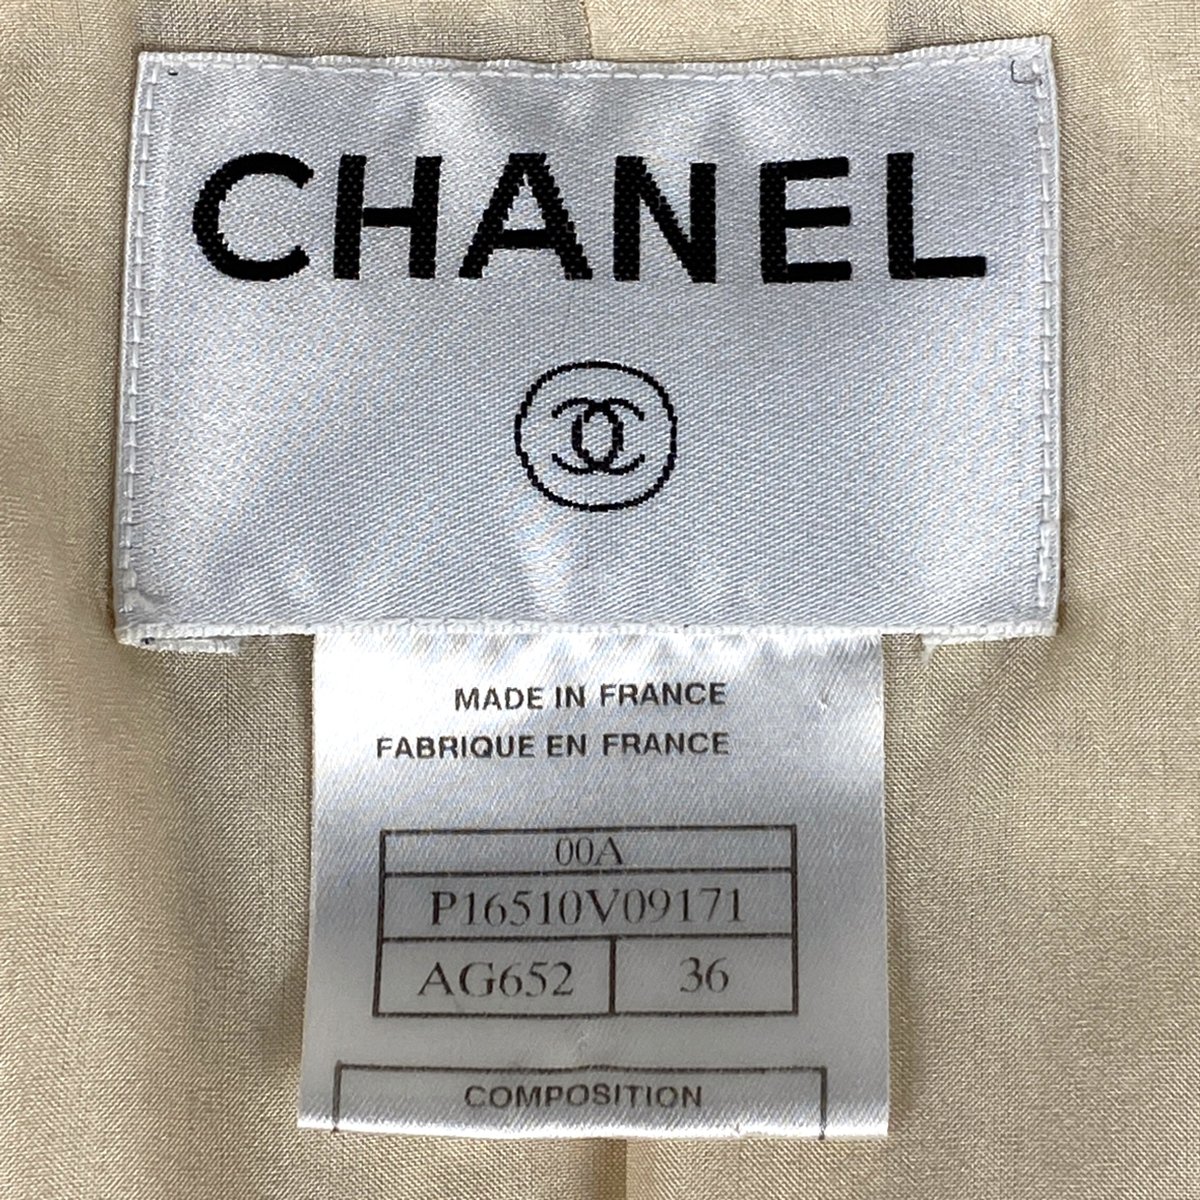 CHANEL
MADE IN FRANCE
FABRIQUE EN FRANCE
00A
P16510V09171
AG652 36
COMPOSITION